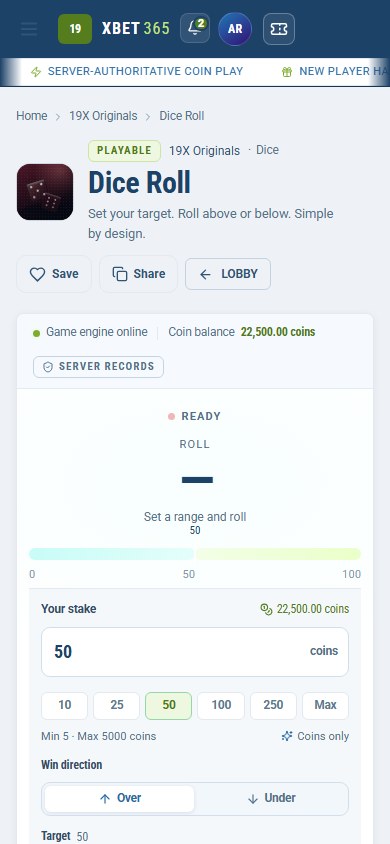 19 XBET 365 2 AR
SERVER-AUTHORITATIVE COIN PLAY NEW PLAYER HA
Home > 19X Originals > Dice Roll
PLAYABLE 19X Originals · Dice
Dice Roll
Set your target. Roll above or below. Simple
by design.
Save Share LOBBY
Game engine online Coin balance 22,500.00 coins
SERVER RECORDS
READY
ROLL
—
Set a range and roll
50
0 50 100
Your stake 22,500.00 coins
50 coins
10 25 50 100 250 Max
Min 5 · Max 5000 coins Coins only
Win direction
Over Under
Target 50